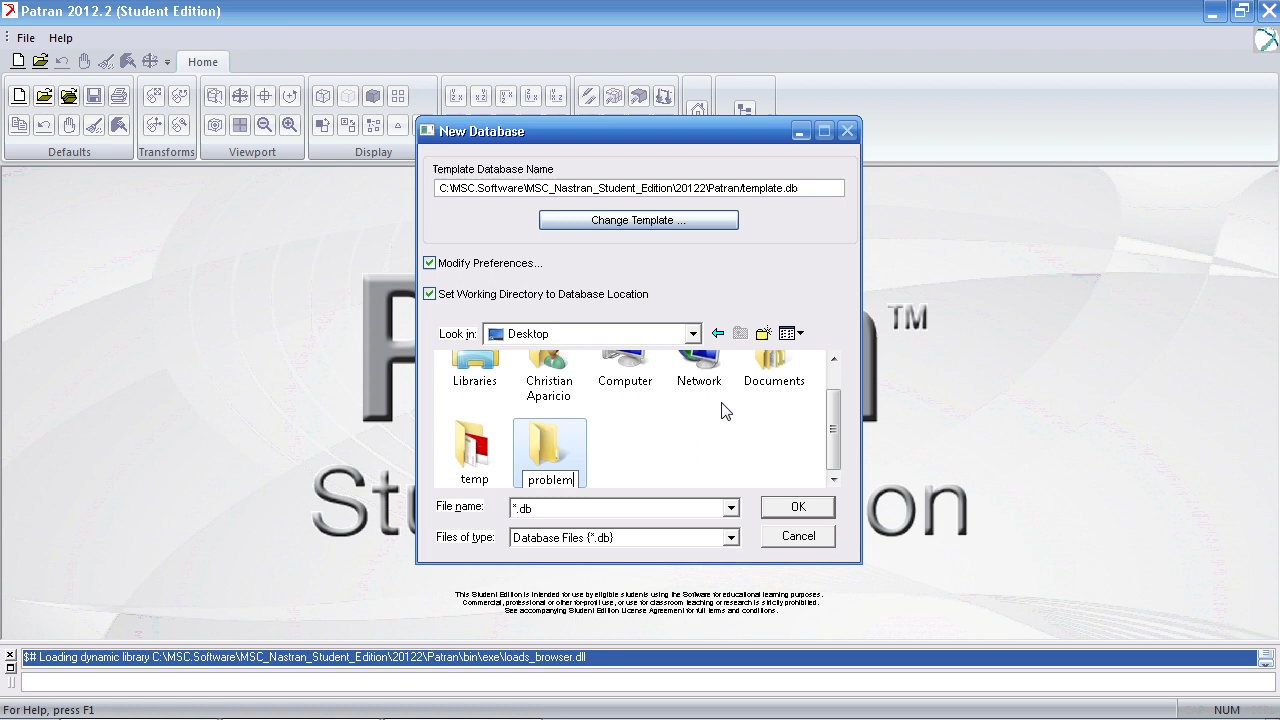 Patran 2012.2 (Student Edition)
File Help
Home
Defaults Transforms Viewport Display
New Database
Template Database Name
C:\MSC.Software\MSC_Nastran_Student_Edition\20122\Patran/template.db
Change Template ...
Modify Preferences...
Set Working Directory to Database Location
Look in: Desktop
Libraries Christian Aparicio Computer Network Documents
temp problem
File name: *.db OK
Files of type: Database Files (*.db) Cancel
TM
This Student Edition is intended for use by eligible students using the Software for educational learning purposes.
Commercial, professional or other for-profit use, or use for classroom teaching or research is strictly prohibited.
See accompanying Student Edition License Agreement for full terms and conditions.
$# Loading dynamic library C:\MSC.Software\MSC_Nastran_Student_Edition\20122\Patran\bin\exe\loads_browser.dll
For Help, press F1 NUM